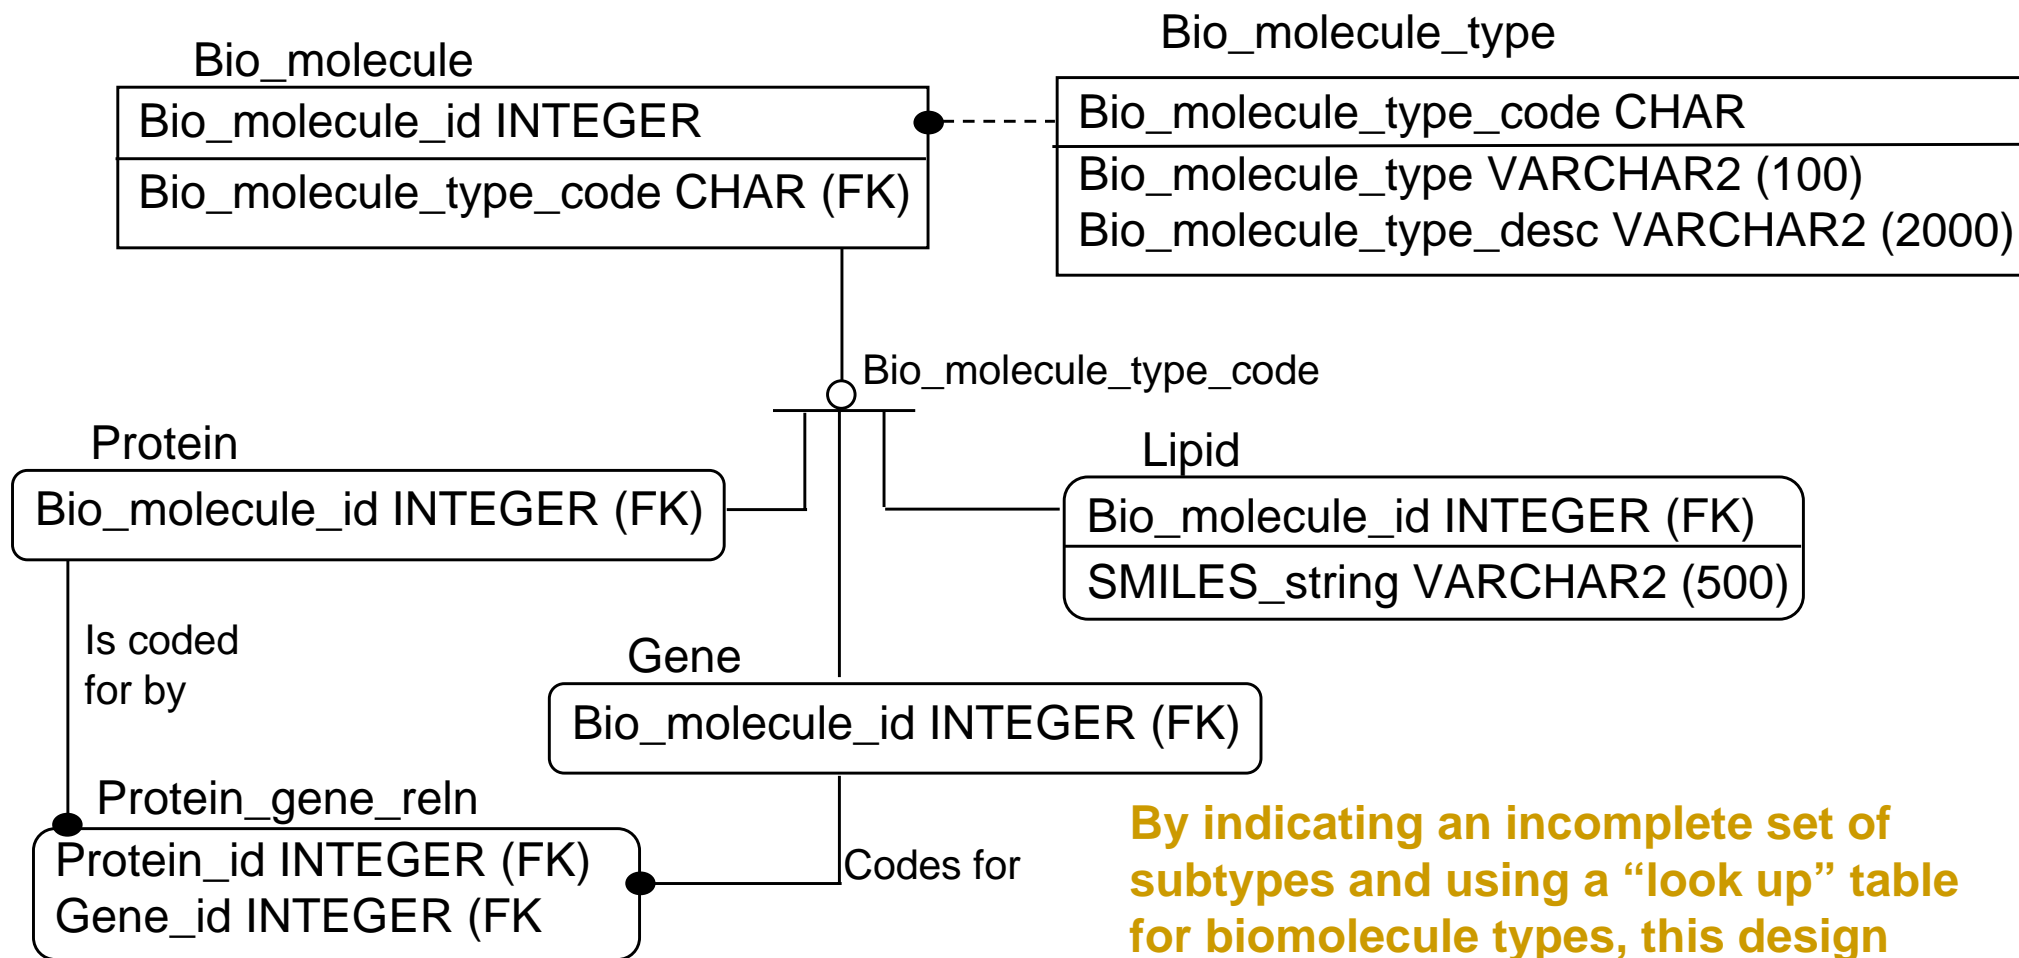 Bio_molecule
Bio_molecule_id INTEGER
Bio_molecule_type_code CHAR (FK)
Bio_molecule_type
Bio_molecule_type_code CHAR
Bio_molecule_type VARCHAR2 (100)
Bio_molecule_type_desc VARCHAR2 (2000)
Bio_molecule_type_code
Protein
Bio_molecule_id INTEGER (FK)
Lipid
Bio_molecule_id INTEGER (FK)
SMILES_string VARCHAR2 (500)
Is coded
for by
Gene
Bio_molecule_id INTEGER (FK)
Protein_gene_reln
Protein_id INTEGER (FK)
Gene_id INTEGER (FK
Codes for
By indicating an incomplete set of
subtypes and using a “look up” table
for biomolecule types, this design